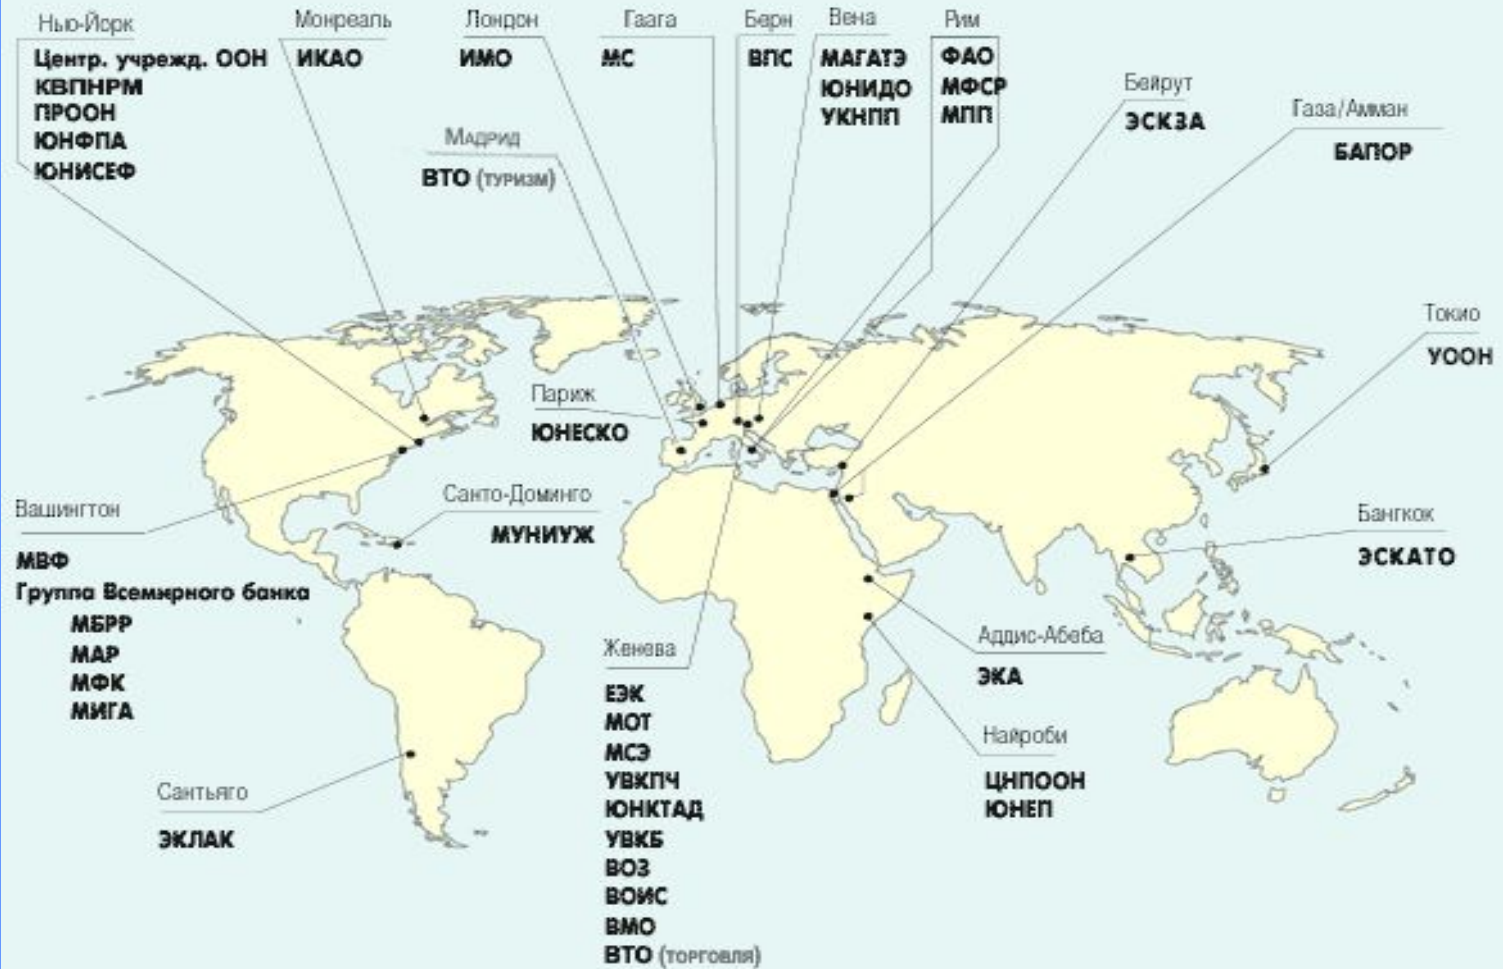 Нью-Йорк
Центр. учрежд. ООН
КВПНРМ
ПРООН
ЮНФПА
ЮНИСЕФ
Монреаль
ИКАО
Лондон
ИМО
Гаага
МС
Берн
ВПС
Вена
МАГАТЭ
ЮНИДО
УКНПП
Рим
ФАО
МФСР
МПП
Бейрут
ЭСКЗА
Газа/Амман
БАПОР
Мадрид
ВТО (туризм)
Токио
УООН
Париж
ЮНЕСКО
Вашингтон
МВФ
Группа Всемирного банка
МБРР
МАР
МФК
МИГА
Санто-Доминго
МУНИУЖ
Бангкок
ЭСКАТО
Женева
ЕЭК
МОТ
МСЭ
УВКПЧ
ЮНКТАД
УВКБ
ВОЗ
ВОИС
ВМО
ВТО (торговля)
Аддис-Абеба
ЭКА
Найроби
ЦНПООН
ЮНЕП
Сантьяго
ЭКЛАК